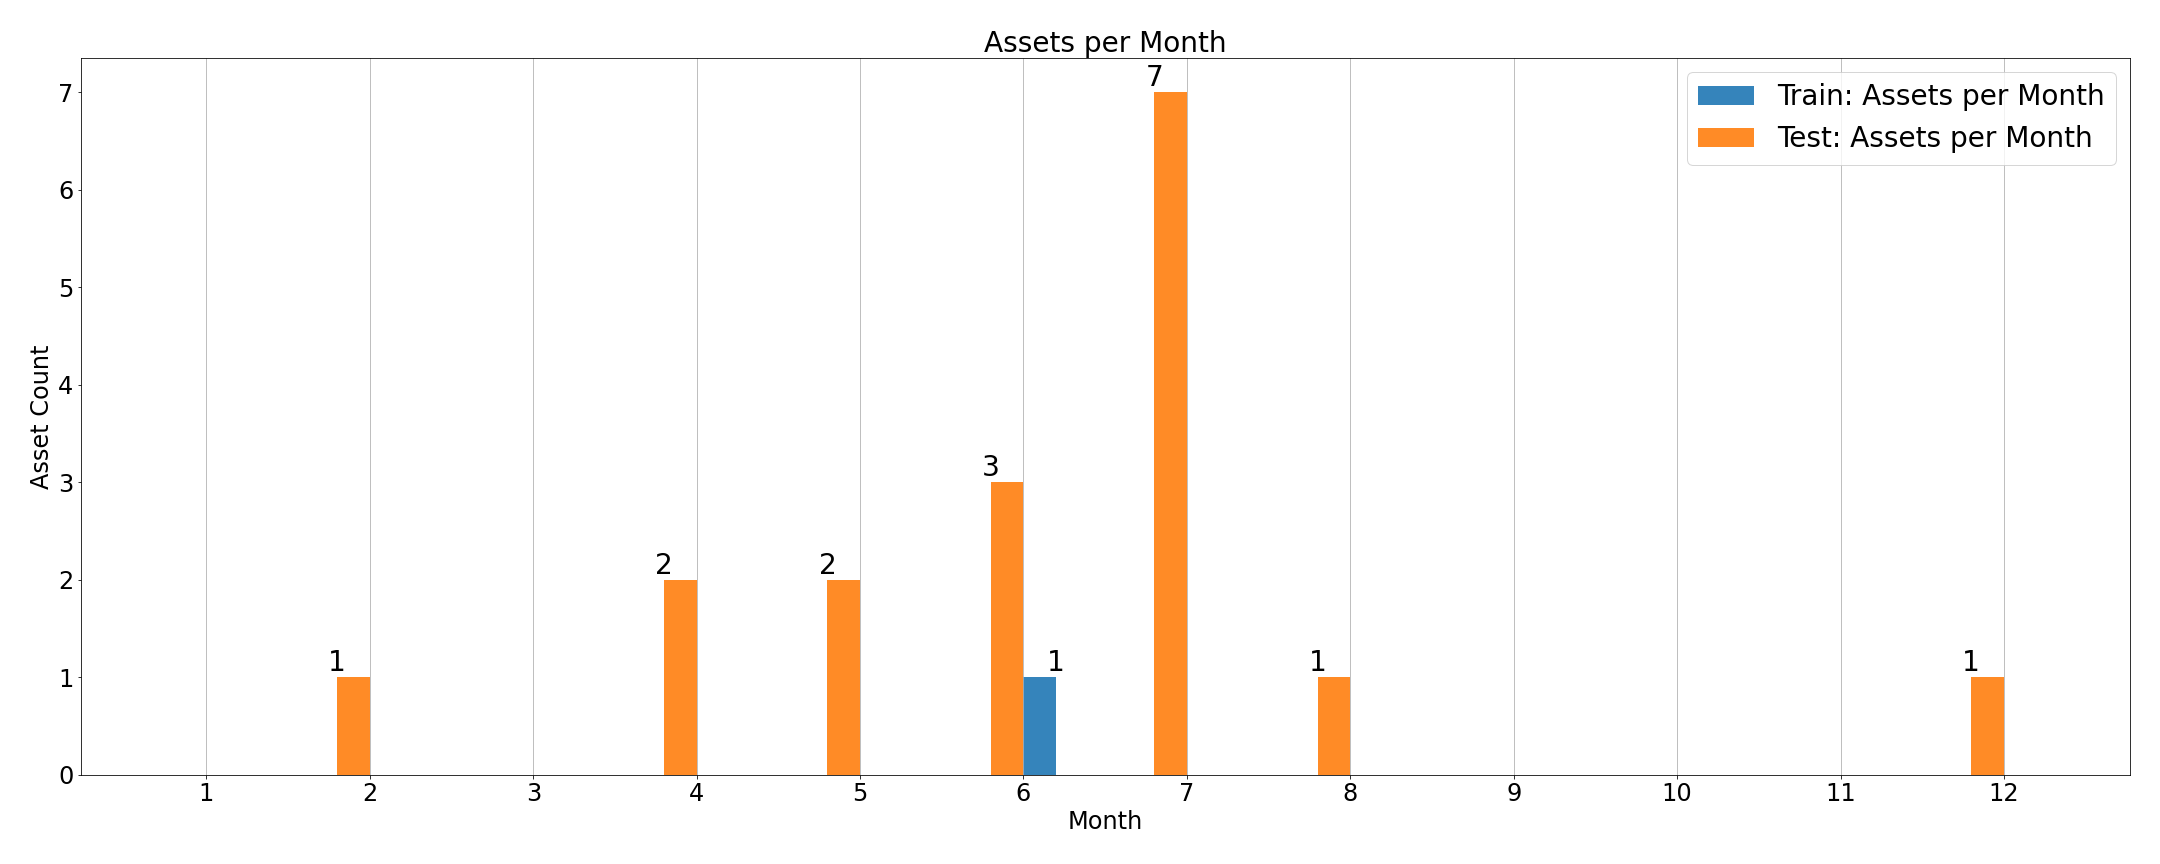 Assets per Month
Train: Assets per Month
Test: Assets per Month
Asset Count
7
6
5
4
3
2
1
0
1
2
2
3
1
7
1
1
1 2 3 4 5 6 7 8 9 10 11 12
Month